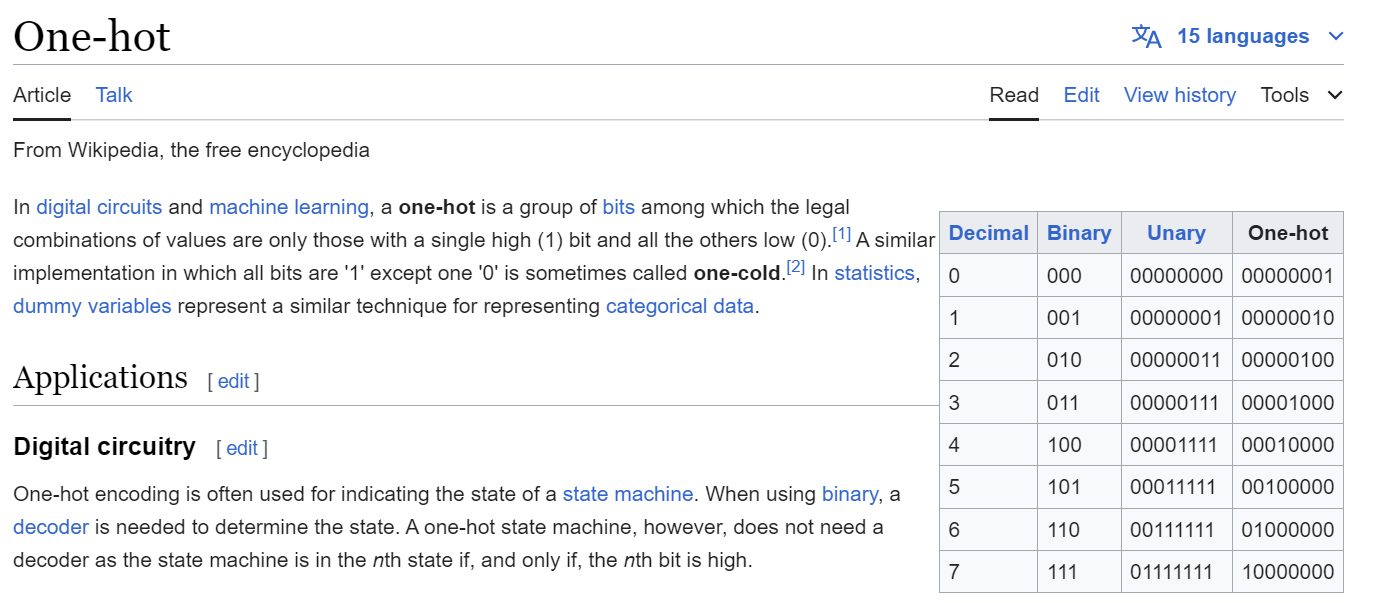 One-hot
文A 15 languages
Article Talk
Read Edit View history Tools
From Wikipedia, the free encyclopedia
In digital circuits and machine learning, a one-hot is a group of bits among which the legal
combinations of values are only those with a single high (1) bit and all the others low (0).[1] A similar
implementation in which all bits are '1' except one '0' is sometimes called one-cold.[2] In statistics,
dummy variables represent a similar technique for representing categorical data.
Applications [ edit ]
Digital circuitry [ edit ]
One-hot encoding is often used for indicating the state of a state machine. When using binary, a
decoder is needed to determine the state. A one-hot state machine, however, does not need a
decoder as the state machine is in the nth state if, and only if, the nth bit is high.
Decimal Binary Unary One-hot
0 000 00000000 00000001
1 001 00000001 00000010
2 010 00000011 00000100
3 011 00000111 00001000
4 100 00001111 00010000
5 101 00011111 00100000
6 110 00111111 01000000
7 111 01111111 10000000